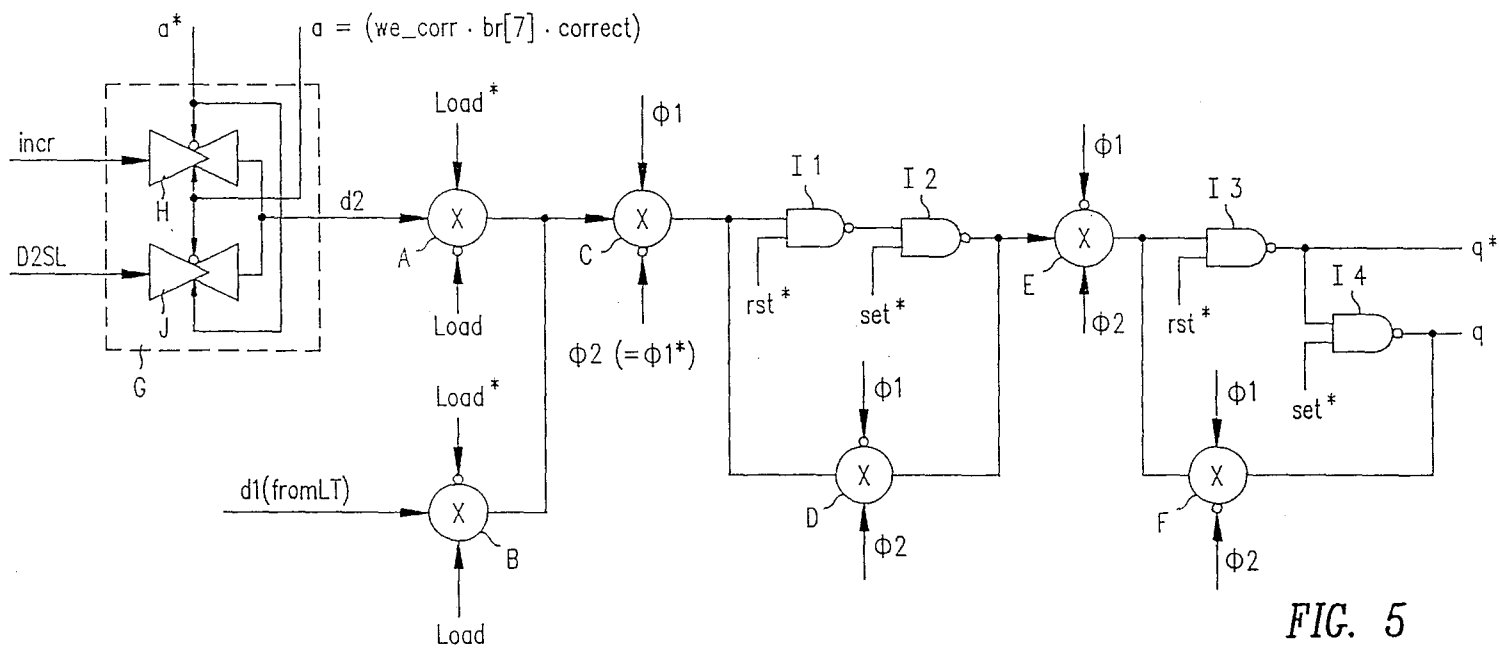 a*
a = (we_corr · br[7] · correct)
incr
H
D2SL
J
G
d2
Load*
X
A
Load
Load*
d1(fromLT)
X
B
Load
Φ1
X
C
Φ2 (=Φ1*)
I 1
rst*
I 2
set*
Φ1
X
D
Φ2
Φ1
X
E
Φ2
I 3
rst*
q*
I 4
set*
q
Φ1
X
F
Φ2
FIG. 5